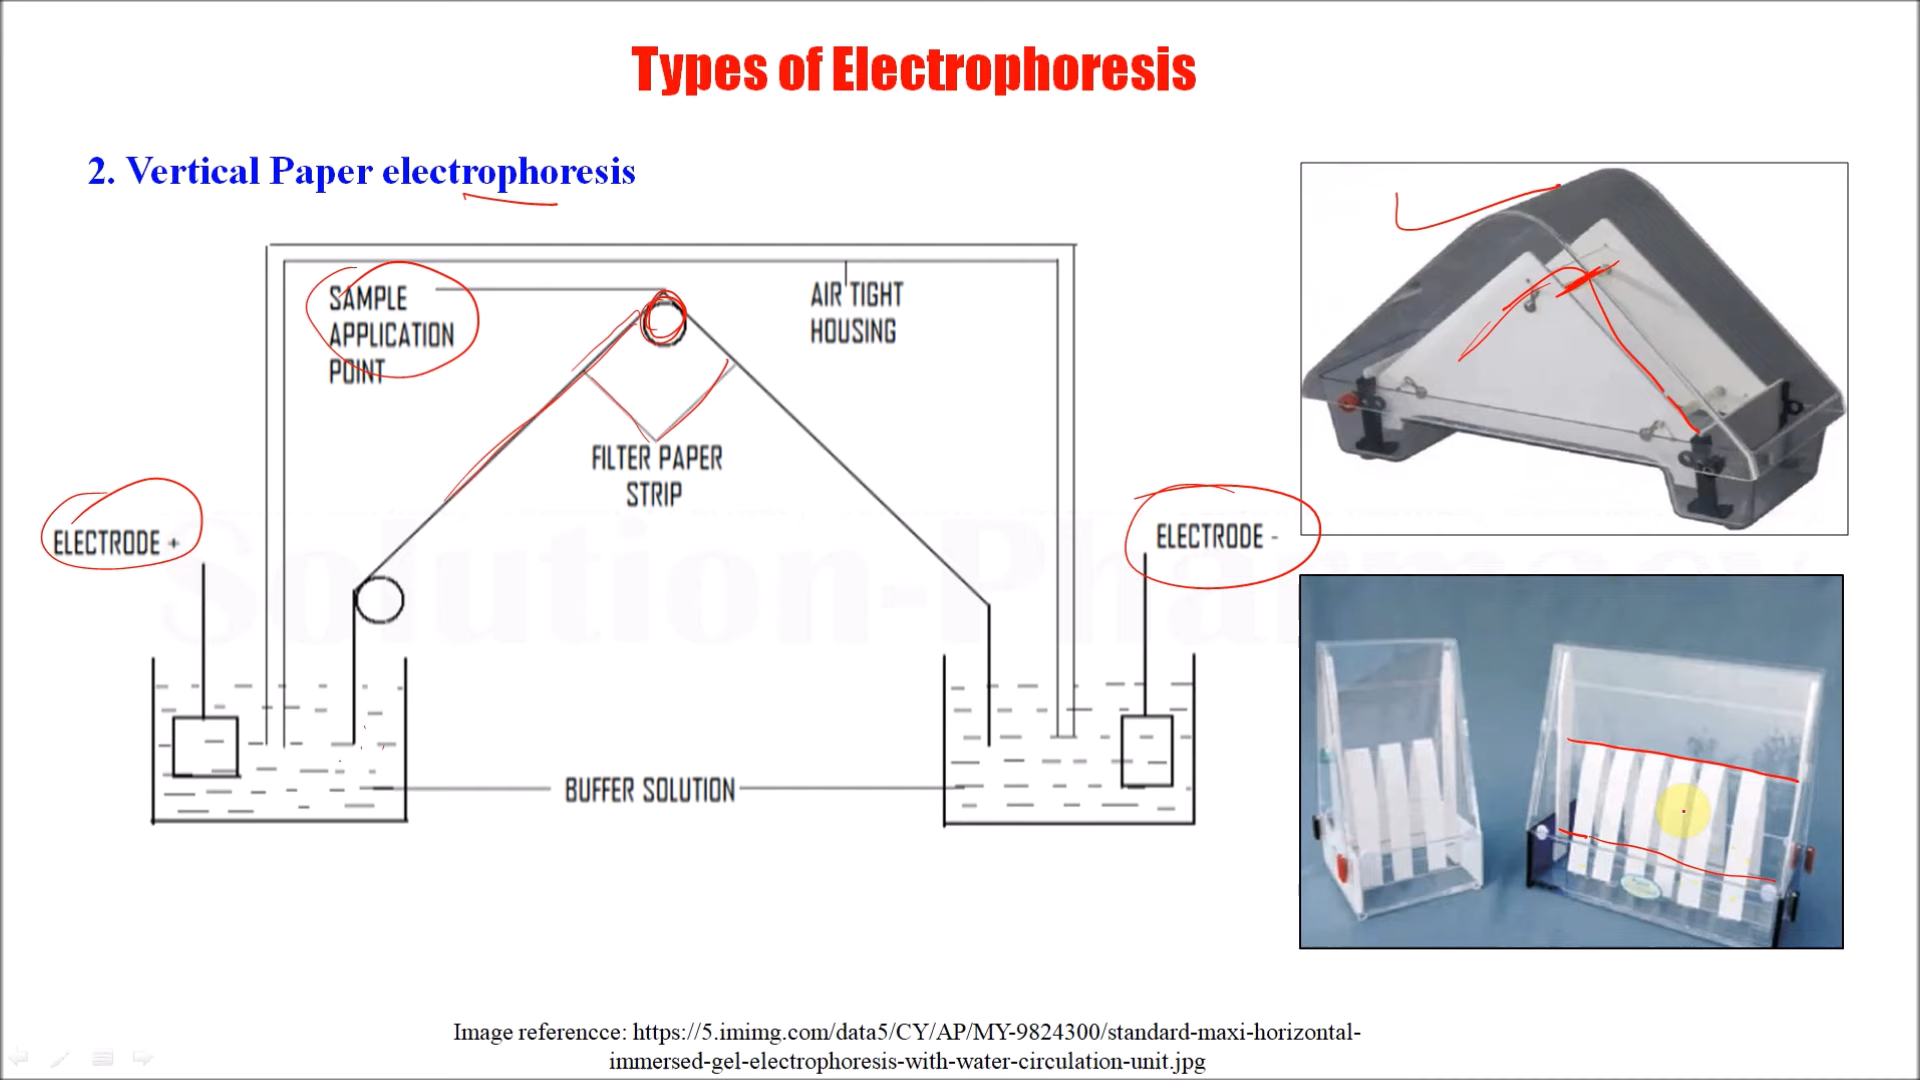 Types of Electrophoresis
2. Vertical Paper electrophoresis
SAMPLE
APPLICATION
POINT
AIR TIGHT
HOUSING
FILTER PAPER
STRIP
ELECTRODE +
ELECTRODE -
Solution-Pharmacy
BUFFER SOLUTION
Image referencce: https://5.imimg.com/data5/CY/AP/MY-9824300/standard-maxi-horizontal-
immersed-gel-electrophoresis-with-water-circulation-unit.jpg